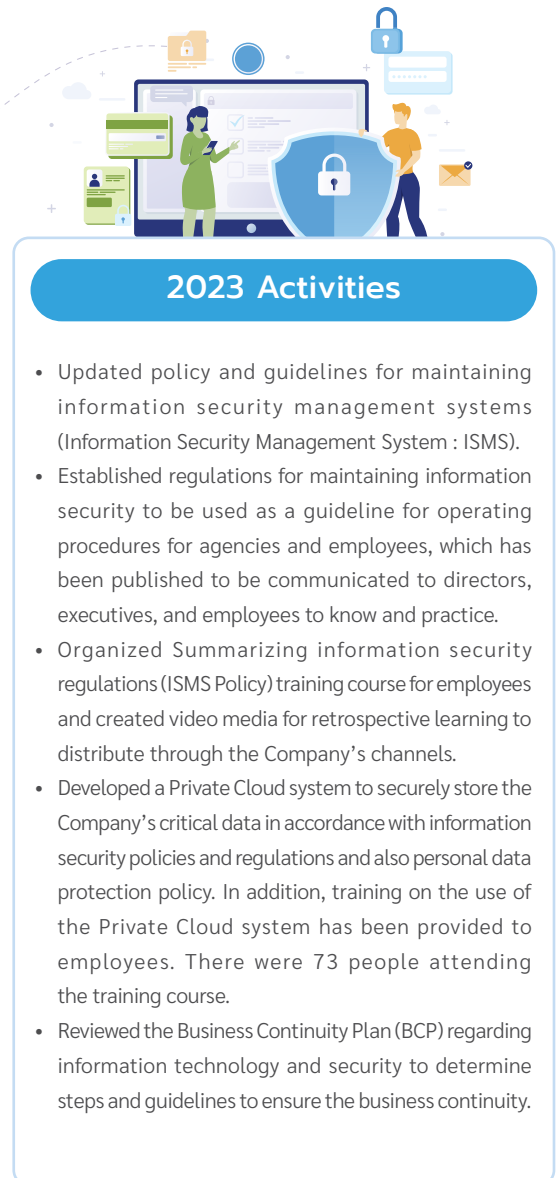 2023 Activities
• Updated policy and guidelines for maintaining
information security management systems
(Information Security Management System : ISMS).
• Established regulations for maintaining information
security to be used as a guideline for operating
procedures for agencies and employees, which has
been published to be communicated to directors,
executives, and employees to know and practice.
• Organized Summarizing information security
regulations (ISMS Policy) training course for employees
and created video media for retrospective learning to
distribute through the Company’s channels.
• Developed a Private Cloud system to securely store the
Company’s critical data in accordance with information
security policies and regulations and also personal data
protection policy. In addition, training on the use of
the Private Cloud system has been provided to
employees. There were 73 people attending
the training course.
• Reviewed the Business Continuity Plan (BCP) regarding
information technology and security to determine
steps and guidelines to ensure the business continuity.